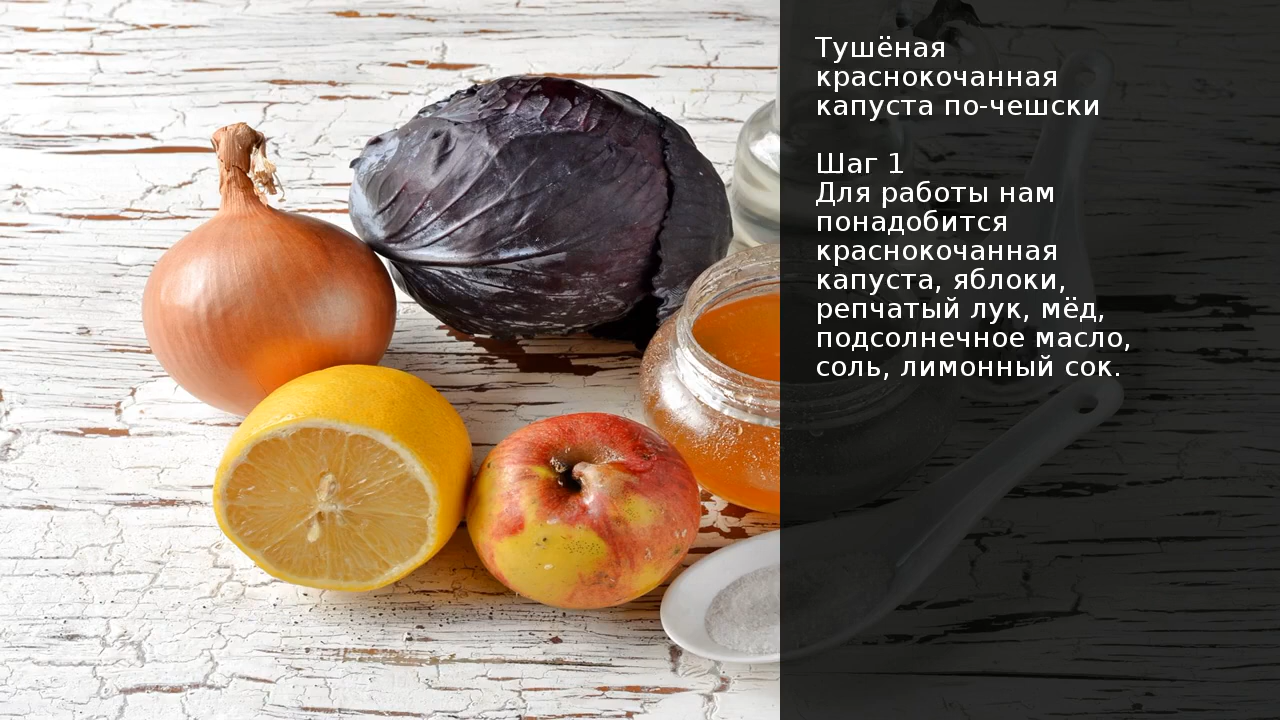 Тушёная
краснокочанная
капуста по-чешски
Шаг 1
Для работы нам
понадобится
краснокочанная
капуста, яблоки,
репчатый лук, мёд,
подсолнечное масло,
соль, лимонный сок.